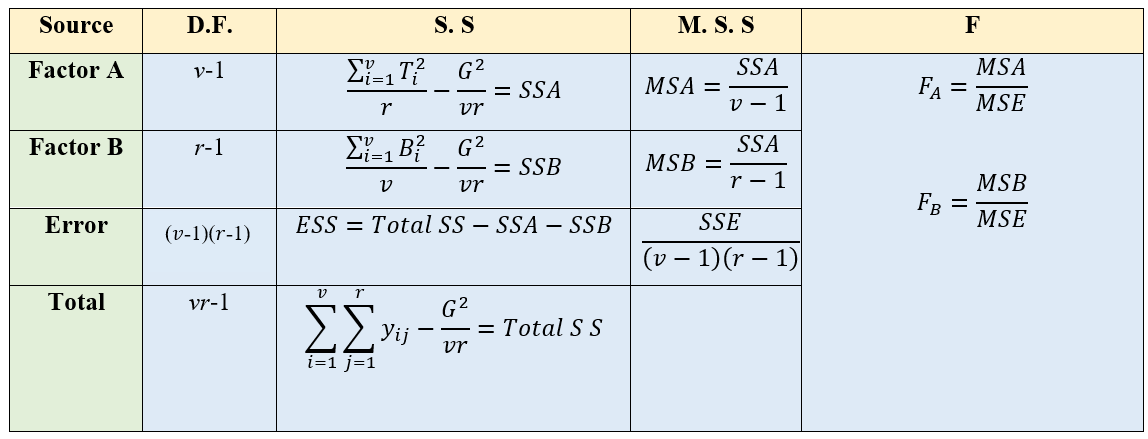 Source D.F. S. S M. S. S F
Factor A v-1 \frac{\sum_{i=1}^{v} T_i^2}{r} - \frac{G^2}{vr} = SSA MSA = \frac{SSA}{v-1} F_A = \frac{MSA}{MSE}
Factor B r-1 \frac{\sum_{i=1}^{v} B_i^2}{v} - \frac{G^2}{vr} = SSB MSB = \frac{SSA}{r-1} F_B = \frac{MSB}{MSE}
Error (v-1)(r-1) ESS = Total SS - SSA - SSB \frac{SSE}{(v-1)(r-1)}
Total vr-1 \sum_{i=1}^{v} \sum_{j=1}^{r} y_{ij} - \frac{G^2}{vr} = Total S S